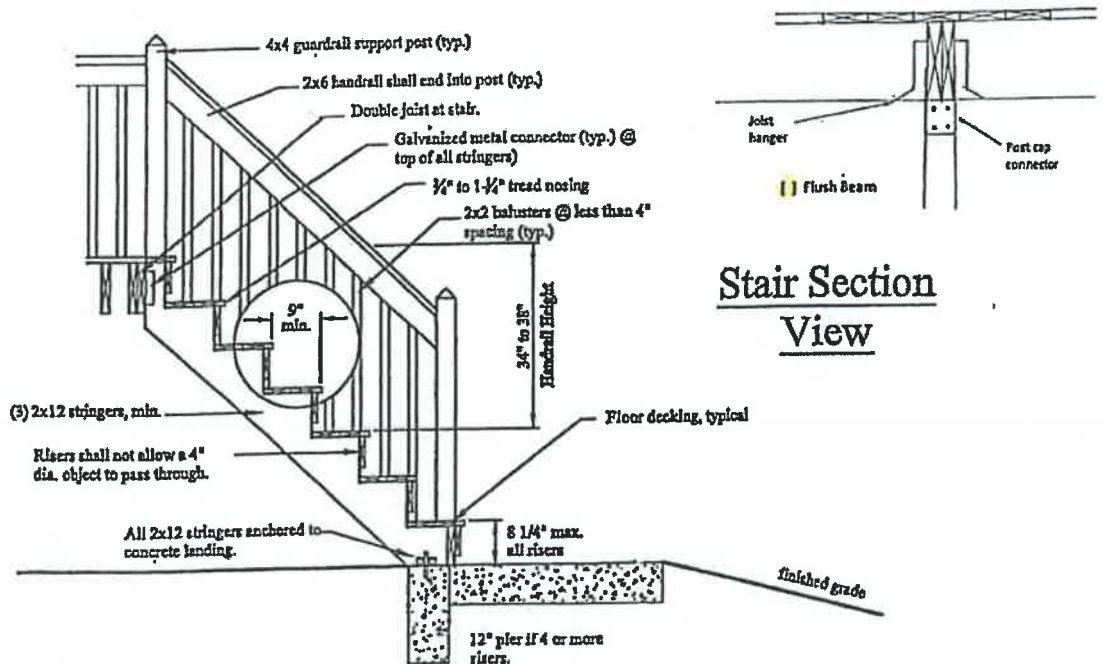 4x4 guardrail support post (typ.)
2x6 handrail shall end into post (typ.)
Double joist at stair.
Galvanized metal connector (typ.) @
top of all stringers)
¾" to 1-¼" tread nosing
2x2 balusters @ less than 4"
spacing (typ.)
9"
min.
34" to 38"
Handrail Height
(3) 2x12 stringers, min.
Risers shall not allow a 4"
dia. object to pass through.
All 2x12 stringers anchored to
concrete landing.
Floor decking, typical
8 1/4" max.
all risers
12" pier if 4 or more
risers.
finished grade
Joist
hanger
Post cap
connector
[ ] Flush Beam
Stair Section
View